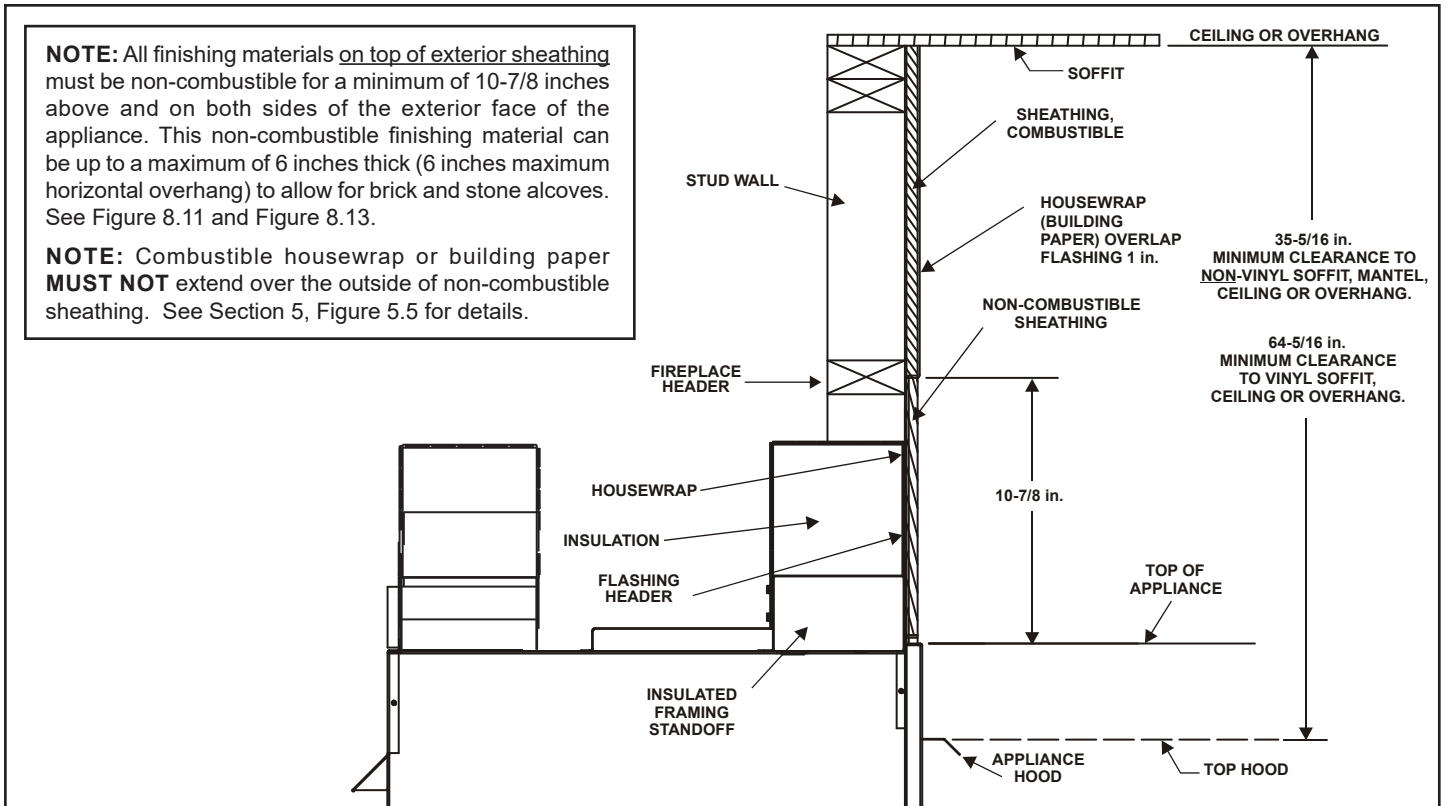 NOTE: All finishing materials on top of exterior sheathing
must be non-combustible for a minimum of 10-7/8 inches
above and on both sides of the exterior face of the
appliance. This non-combustible finishing material can
be up to a maximum of 6 inches thick (6 inches maximum
horizontal overhang) to allow for brick and stone alcoves.
See Figure 8.11 and Figure 8.13.
NOTE: Combustible housewrap or building paper
MUST NOT extend over the outside of non-combustible
sheathing. See Section 5, Figure 5.5 for details.
CEILING OR OVERHANG
SOFFIT
SHEATHING,
COMBUSTIBLE
STUD WALL
HOUSEWRAP
(BUILDING
PAPER) OVERLAP
FLASHING 1 in.
35-5/16 in.
MINIMUM CLEARANCE TO
NON-VINYL SOFFIT, MANTEL,
CEILING OR OVERHANG.
NON-COMBUSTIBLE
SHEATHING
64-5/16 in.
MINIMUM CLEARANCE
TO VINYL SOFFIT,
CEILING OR OVERHANG.
FIREPLACE
HEADER
HOUSEWRAP
10-7/8 in.
INSULATION
FLASHING
HEADER
TOP OF
APPLIANCE
INSULATED
FRAMING
STANDOFF
APPLIANCE
HOOD
TOP HOOD